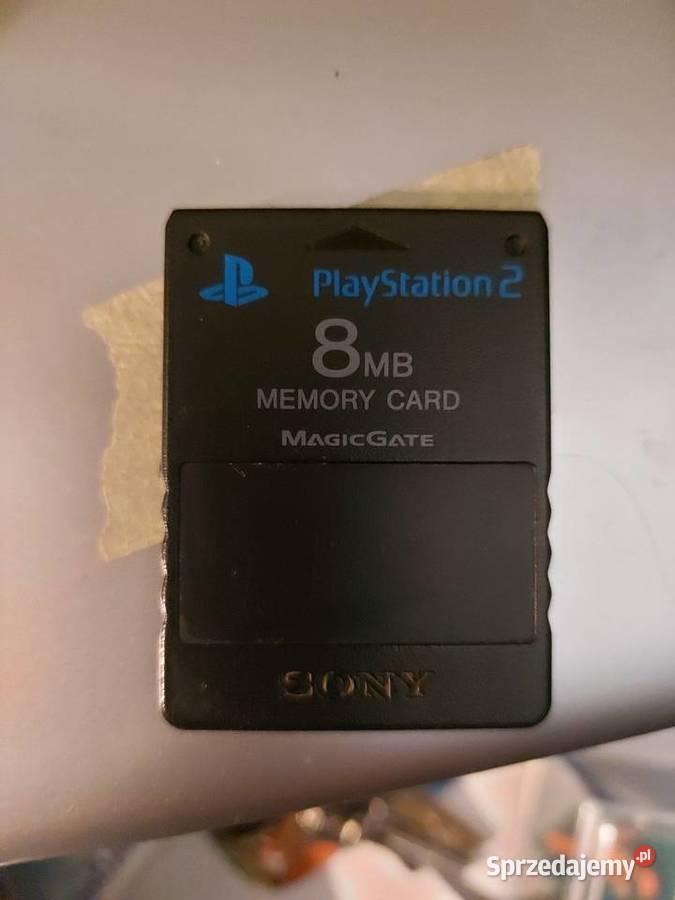 PlayStation 2
8MB
MEMORY CARD
MAGICGATE
SONY
Sprzedajemy.pl